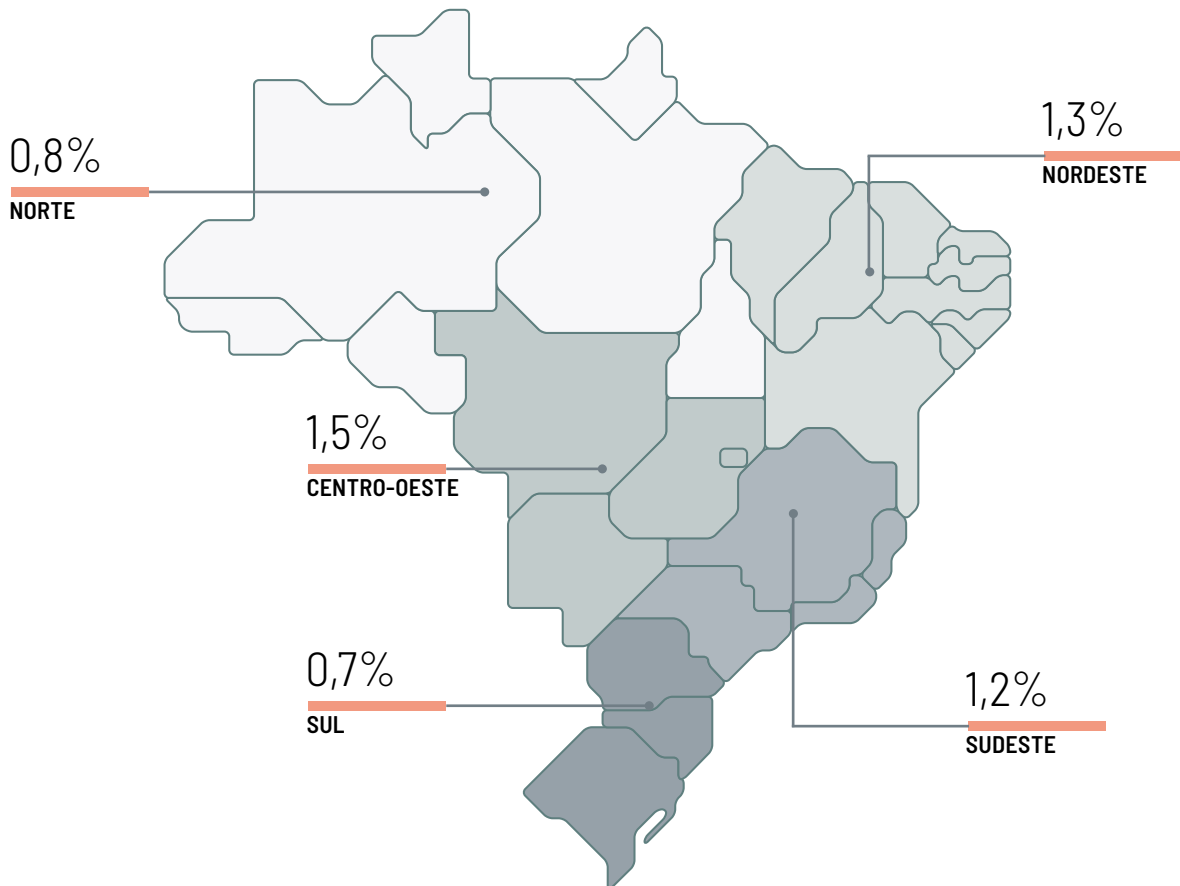 1,3%
NORDESTE
0,8%
NORTE
1,5%
CENTRO-OESTE
0,7%
SUL
1,2%
SUDESTE